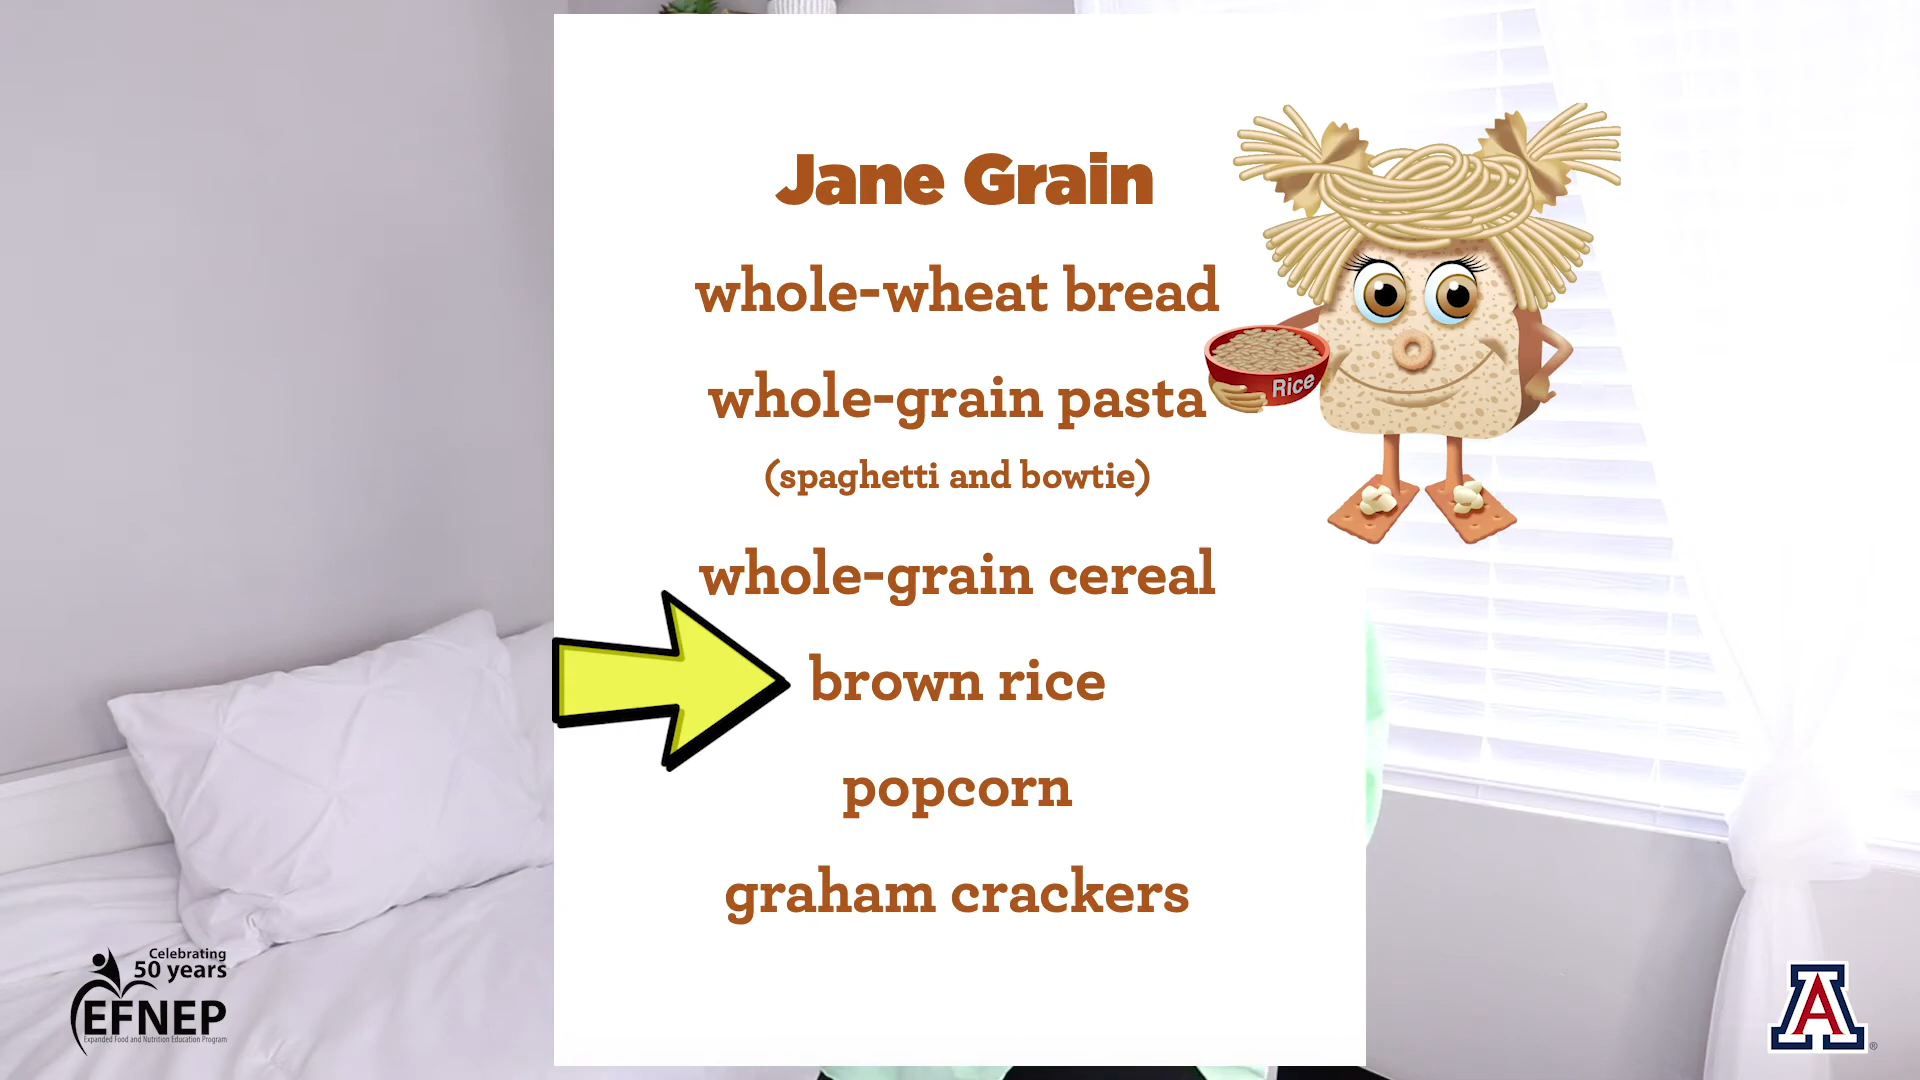 Jane Grain
whole-wheat bread
whole-grain pasta
(spaghetti and bowtie)
whole-grain cereal
brown rice
popcorn
graham crackers
Rice
Celebrating
50 years
EFNEP
Expanded Food and Nutrition Education Program
A
®